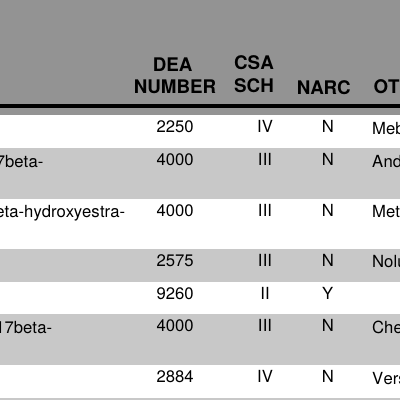 DEA NUMBER CSA SCH NARC OT
2250 IV N Meb
7beta- 4000 III N And
eta-hydroxyestra- 4000 III N Met
2575 III N Nolu
9260 II Y
17beta- 4000 III N Che
2884 IV N Vers